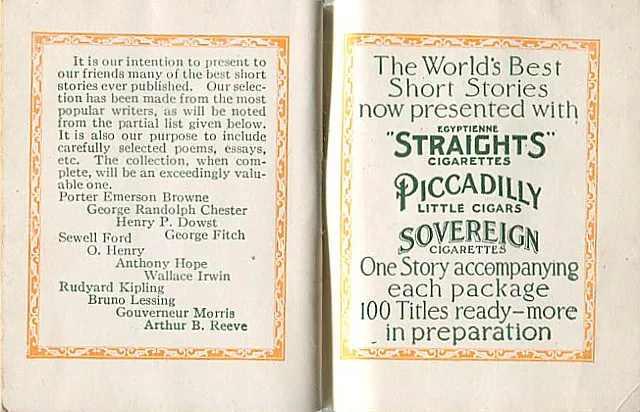 It is our intention to present to
our friends many of the best short
stories ever published. Our selec-
tion has been made from the most
popular writers, as will be noted
from the partial list given below.
It is also our purpose to include
carefully selected poems, essays,
etc. The collection, when com-
plete, will be an exceedingly valu-
able one.
Porter Emerson Browne
George Randolph Chester
Henry P. Dowst
Sewell Ford George Fitch
O. Henry
Anthony Hope
Wallace Irwin
Rudyard Kipling
Bruno Lessing
Gouverneur Morris
Arthur B. Reeve
The World's Best
Short Stories
now presented with
EGYPTIENNE
"STRAIGHTS"
CIGARETTES
PICCADILLY
LITTLE CIGARS
SOVEREIGN
CIGARETTES
One Story accompanying
each package
100 Titles ready—more
in preparation